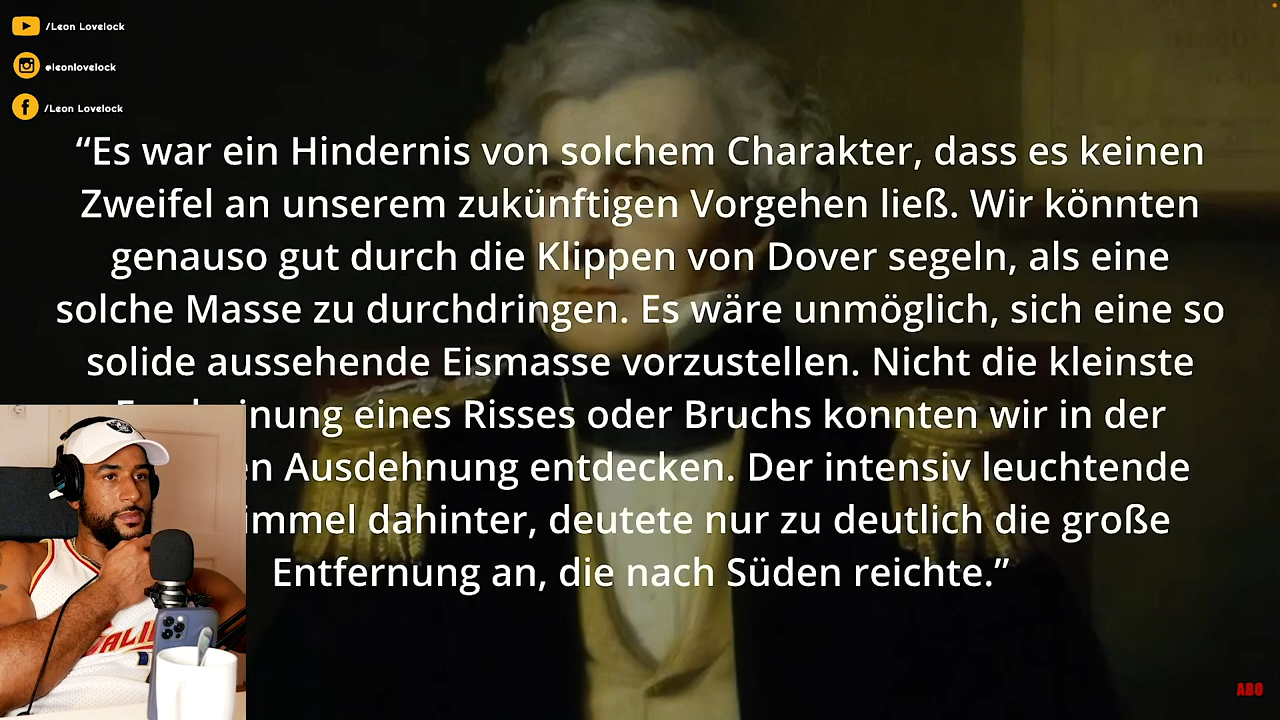 /Leon Lovelock
@leonlovelock
/Leon Lovelock
“Es war ein Hindernis von solchem Charakter, dass es keinen
Zweifel an unserem zukünftigen Vorgehen ließ. Wir könnten
genauso gut durch die Klippen von Dover segeln, als eine
solche Masse zu durchdringen. Es wäre unmöglich, sich eine so
solide aussehende Eismasse vorzustellen. Nicht die kleinste
eines Risses oder Bruchs konnten wir in der
Ausdehnung entdecken. Der intensiv leuchtende
dahinter, deutete nur zu deutlich die große
Entfernung an, die nach Süden reichte.”
ABO